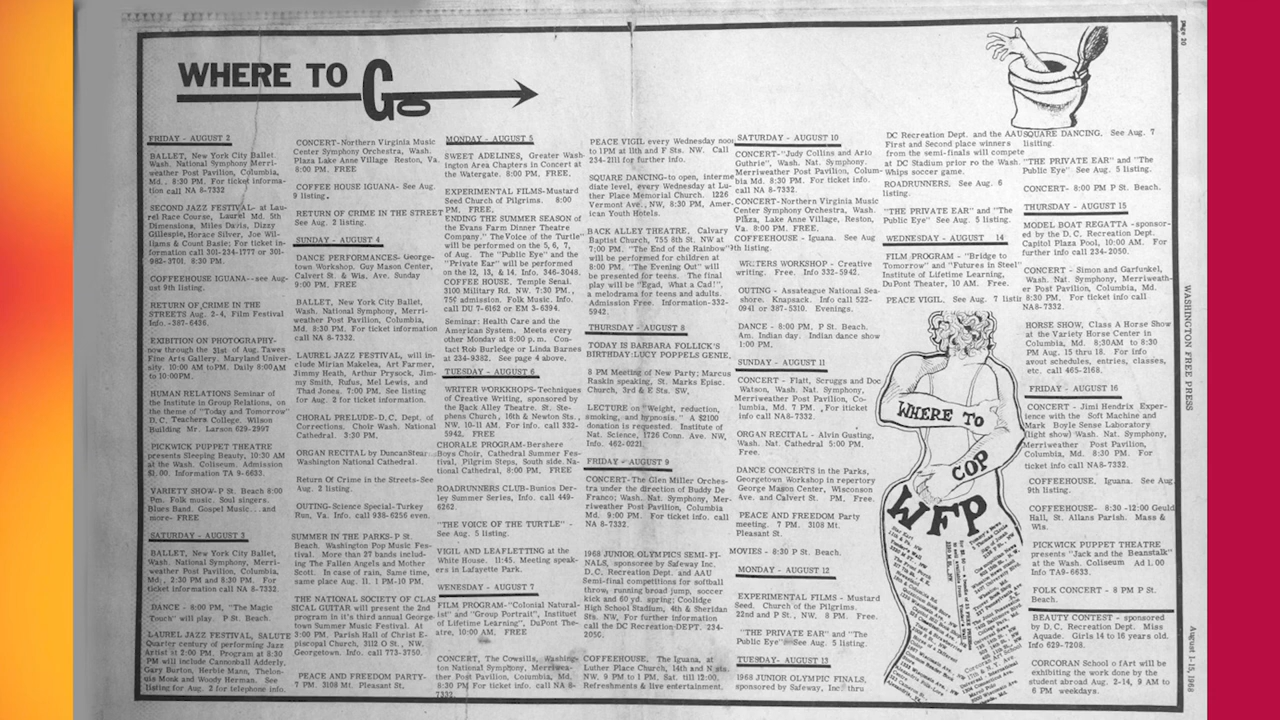 WHERE TO Go
FRIDAY - AUGUST 2
BALLET, New York City Ballet
Wash. National Symphony Merri-
weather Post Pavilion, Columbia,
Md., 8:30 PM. For ticket informa-
tion call NA 8-7332
SECOND JAZZ FESTIVAL- at Lau-
rel Race Course, Laurel Md. 5th
Dimensions, Miles Davis, Dizzy
Gillespie, Horace Silver, Joe Wil-
liams & Count Basie; For ticket in-
formation call 301-234-1777 or 301-
982-3701. 8:30 PM.
COFFEEHOUSE IGUANA--see Aug-
ust 9th listing.
RETURN OF CRIME IN THE
STREETS Aug. 2-4, Film Festival
Info.-387-6436.
EXIBITION ON PHOTOGRAPHY-
now through the 31st of Aug. Tawes
Fine Arts Gallery. Maryland Univer-
sity. 10:00 AM to PM. Daily 8:00AM
to 10:00PM.
HUMAN RELATIONS Seminar of
the Institute in Group Relations, on
the theme of "Today and Tomorrow"
D.C. Teachers College. Wilson
Building Mr. Larson 629-2957
PICKWICK PUPPET THEATRE
presents Sleeping Beauty, 10:30 AM
at the Wash. Coliseum. Admission
$1.00. Information TA 9-6633.
VARIETY SHOW-P St. Beach 8:00
Pm. Folk music. Soul singers.
Blues Band. Gospel Music...and
more- FREE
SATURDAY - AUGUST 3
BALLET, New York City Ballet,
Wash. National Symphony, Merri-
weather Post Pavilion, Columbia,
Md., 2:30 PM and 8:30 PM. For
ticket information call NA 8-7332.
DANCE - 8:00 PM, "The Magic
Touch" will play. P St. Beach.
LAUREL JAZZ FESTIVAL, SALUTE
Quarter century of performing Jazz
Artist at 2:00 PM. Program at 8:30
PM will include Cannonball Adderly,
Gary Burton, Herbie Mann, Thelon-
ius Monk and Woody Herman. See
listing for Aug. 2 for telephone info.
CONCERT-Northern Virginia Music
Center Symphony Orchestra, Wash.
Plaza Lake Anne Village Reston, Va.
8:00 PM. FREE
COFFEE HOUSE IGUANA- See Aug.
9 listing.
RETURN OF CRIME IN THE STREET
See Aug. 2 listing.
SUNDAY - AUGUST 4
DANCE PERFORMANCES- George-
town Workshop. Guy Mason Center,
Calvert St. & Wis. Ave. Sunday
9:00 PM, FREE
BALLET, New York City Ballet,
Wash. National Symphony, Merri-
weather Post Pavilion, Columbia,
Md. 8:30 PM. For ticket information
call NA 8-7332.
LAUREL JAZZ FESTIVAL, will in-
clude Mirian Makelea, Art Farmer,
Jimmy Heath, Arthur Prysock, Jim-
my Smith, Rufus, Mel Lewis, and
Thad Jones. 7:00 PM. See listing
for Aug. 2 for ticket information.
CHORAL PRELUDE-D.C. Dept. of
Corrections. Choir Wash. National
Cathedral. 3:30 PM.
ORGAN RECITAL by Duncan
Washington National Cathedral.
Return Of Crime in the Streets-See
Aug. 2 listing.
OUTING-Science Special-Turkey
Run, Va. Info. call 938-6256 even.
SUMMER IN THE PARKS-P St.
Beach. Washington Pop Music Fes-
tival. More than 27 bands includ-
ing The Fallen Angels and Mother
Scott. In case of rain, Same time,
same place Aug. 11. 1 PM-10 PM.
THE NATIONAL SOCIETY OF CLAS
SICAL GUITAR will present the 2nd
program in it's third annual George-
town Summer Music Festival. At
3:00 PM. Parish Hall of Christ E-
piscopal Church, 3112 O St., NW,
Georgetown. Info. call 773-3750.
PEACE AND FREEDOM PARTY-
7 PM. 3108 Mt. Pleasant St,
MONDAY - AUGUST 5
SWEET ADELINES, Greater Wash-
ington Area Chapters in Concert at
the Watergate. 8:00 PM, FREE,
EXPERIMENTAL FILMS-Mustard
Seed Church of Pilgrims. 8:00
PM, FREE,
ENDING THE SUMMER SEASON of
the Evans Farm Dinner Theatre
Company." The Voice of the Turtle"
will be performed on the 5, 6, 7,
of Aug. The "Public Eye" and the
"Private Ear" will be performed
on the 12, 13, & 14. Info. 346-3048.
COFFEE HOUSE, Temple Senal.
3100 Military Rd. NW. 7:30 PM.,
75¢ admission. Folk Music. Info.
call DU 7-6162 or EM 3-6394.
Seminar: Health Care and the
American System, Meets every
other Monday at 8:00 p. m. Con-
tact Rob Burledge or Linda Barnes
at 234-9382. See page 4 above.
TUESDAY - AUGUST 6
WRITER WORKHOPS-Techniques
of Creative Writing, sponsored by
the Back Alley Theatre. St. Ste-
phens Church, 16th & Newton Sts.,
NW. 10-11 AM. For info. call 332-
5942, FREE
CHORALE PROGRAM-Bershere
Boys Choir, Cathedral Summer Fes-
tival, Pilgrim Steps, South side. Na-
tional Cathedral, 8:00 PM, FREE
ROADRUNNERS CLUB-Bunios Der-
ley Summer Series, Info. call 449-
6262.
"THE VOICE OF THE TURTLE" -
See Aug. 5 listing.
VIGIL AND LEAFLETTING at the
White House. 11:45. Meeting speak-
ers in Lafayette Park.
WENESDAY - AUGUST 7
FILM PROGRAM-"Colonial Natural-
ist" and "Group Portrait", Instituet
of Lifetime Learning", DuPont The-
atre, 10:00 AM, FREE
CONCERT, The Cowsills, Washing-
ton National Symphony, Merriwea-
ther Post Pavilion, Columbia, Md.
8:30 PM For ticket info. call NA 8-
7332.
PEACE VIGIL every Wednesday noon
to 1PM at 11th and F Sts. NW. Call
234-2111 for further info.
SQUARE DANCING-to open, interme
diate level, every Wednesday at Lu-
ther Place Memorial Church. 1226
Vermont Ave., NW, 8:30 PM, Amer-
ican Youth Hotels.
BACK ALLEY THEATRE, Calvary
Baptist Church, 755 8th St. NW at
7:00 PM. "The End of the Rainbow"
will be performed for children at
8:00 PM. "The Evening Out" will
be presented for teens. The final
play will be "Egad, What a Cad!",
a melodrama for teens and adults.
Admission Free. Information-332-
5942.
THURSDAY - AUGUST 8
TODAY IS BARBARA FOLLICK'S
BIRTHDAY:LUCY POPPELS GENIE.
8 PM Meeting of New Party; Marcus
Raskin speaking, St. Marks Episc.
Church, 3rd & E Sts. SW,
LECTURE on "Weight, reduction,
smoking, and hypnosis. " A $2100
donation is requested. Institute of
Nat. Science, 1726 Conn. Ave. NW,
Info. 462-0221.
FRIDAY - AUGUST 9
CONCERT-The Glen Miller Orches-
tra under the direction of Buddy De
Franco; Wash. Nat. Symphony, Mer-
riweather Post Pavilion Columbia
Md. 9:00 PM. For ticket info. call
NA 8-7332.
1968 JUNIOR OLYMPICS SEMI-FI-
NALS, sponsored by Safeway Inc.
D.C. Recreation Dept. and AAU
Semi-final competitions for softball
throw, running broad jump, soccer
kick and 60 yd. spring; Coolidge
High School Stadium, 4th & Sheridan
Sts. NW, For further information
call the DC Recreation DEPT. 234-
2050.
COFFEEHOUSE, The Iguana, at
Luther Place Church, 14th and N sts.
NW. 9 PM to 1 PM. Sat. till 12:00.
Refreshments & live entertainment.
SATURDAY - AUGUST 10
CONCERT-"Judy Collins and Ario
Guthrie", Wash. Nat. Symphony.
Merriweather Post Pavilion, Colum-
bia Md. 8:30 PM. For ticket info.
call NA 8-7332.
CONCERT-Northern Virginia Music
Center Symphony Orchestra, Wash.
Plaza, Lake Anne Village, Reston,
Va. 8:00 PM. FREE.
COFFEEHOUSE - Iguana. See Aug
9th listing.
WRITERS WORKSHOP - Creative
writing. Free Info 332-5942.
OUTING - Assateague National Sea-
shore. Knapsack. Info call 522-
0941 or 387-5310. Evenings.
DANCE - 8:00 PM, P St. Beach.
Am. Indian day. Indian dance show
1:00 PM.
SUNDAY - AUGUST 11
CONCERT - Flatt, Scruggs and Doc
Watson, Wash. Nat. Symphony,
Merriweather Post Pavilion, Co-
lumbia, Md. 7 PM. For iticket
info call NA8-7332.
ORGAN RECITAL - Alvin Gusting,
Wash. Nat. Cathedral 5:00 PM.
Free.
DANCE CONCERTS in the Parks,
Georgetown Workshop in repertory
George Mason Center, Wisconsin
Ave. and Calvert St. PM. Free.
PEACE AND FREEDOM Party
meeting. 7 PM. 3108 Mt.
Pleasant St.
MOVIES - 8:30 P St. Beach.
MONDAY - AUGUST 12
EXPERIMENTAL FILMS - Mustard
Seed. Church of the Pilgrims.
22nd and P St., NW. 8 PM. Free.
"THE PRIVATE EAR" and the
"Public Eye" See Aug. 5 listing.
TUESDAY- AUGUST 13
1968 JUNIOR OLYMPIC FINALS,
sponsored by Safeway, Inc. thru
DC Recreation Dept. and the AAU
First and Second place winners
from the semi-finals will compete
at DC Stadium prior ro the Wash.
Whips soccer game.
ROADRUNNERS. See Aug. 6
listing.
"THE PRIVATE EAR" and the
"Public Eye" See Aug. 5 listing.
WEDNESDAY - AUGUST 14
FILM PROGRAM - "Bridge to
Tomorrow" and "Futures in Steel"
Institute of Lifetime Learning,
DuPont Theater, 10 AM. Free.
PEACE VIGIL. See Aug. 7 listi
WHERE TO
COP
WFP
SQUARE DANCING. See Aug. 7
lisiting.
"THE PRIVATE EAR" and "The
Public Eye" See Aug. 5 listing.
CONCERT- 8:00 PM P St. Beach.
THURSDAY - AUGUST 15
MODEL BOAT REGATTA -sponsor-
ed by the D.C. Recreation Dept.
Capitol Plaza Pool, 10:00 AM. For
further info call 234-2050.
CONCERT - Simon and Garfunkel,
Wash. Nat. Symphony, Merriweath-
er Post Pavilion, Columbia, Md.
8:30 PM. For ticket info call
NA8-7332.
HORSE SHOW, Class A Horse Show
at the Variety Horse Center in
Columbia, Md. 8:30AM to 8:30
PM Aug. 15 thru 18. For info
avout schedules, entries, classes,
etc. call 465-2168.
FRIDAY - AUGUST 16
CONCERT - Jimi Hendrix Exper-
ience with the Soft Machine and
Mark Boyle Sense Laboratory
(light show) Wash. Nat. Symphony,
Merriweather Post Pavilion,
Columbia, Md. 8:30 PM. For
ticket info call NA8-7332.
COFFEEHOUSE, Iguana. See Aug.
9th listing.
COFFEEHOUSE- 8:30 -12:00 Geuld
Hall, St. Allans Parish. Mass &
Wis.
PICKWICK PUPPET THEATRE
presents "Jack and the Beanstalk"
at the Wash. Coliseum Ad 1.00
Info TA9-6633.
FOLK CONCERT - 8 PM P St.
Beach.
BEAUTY CONTEST - sponsored
by D.C. Recreation Dept. Miss
Aquade. Girls 14 to 16 years old.
Info 629-7208.
CORCORAN School o fArt will be
exhibiting the work done by the
student abroad Aug. 2-14, 9 AM to
6 PM weekdays.
page 20
WASHINGTON FREE PRESS
August 1-15, 1968